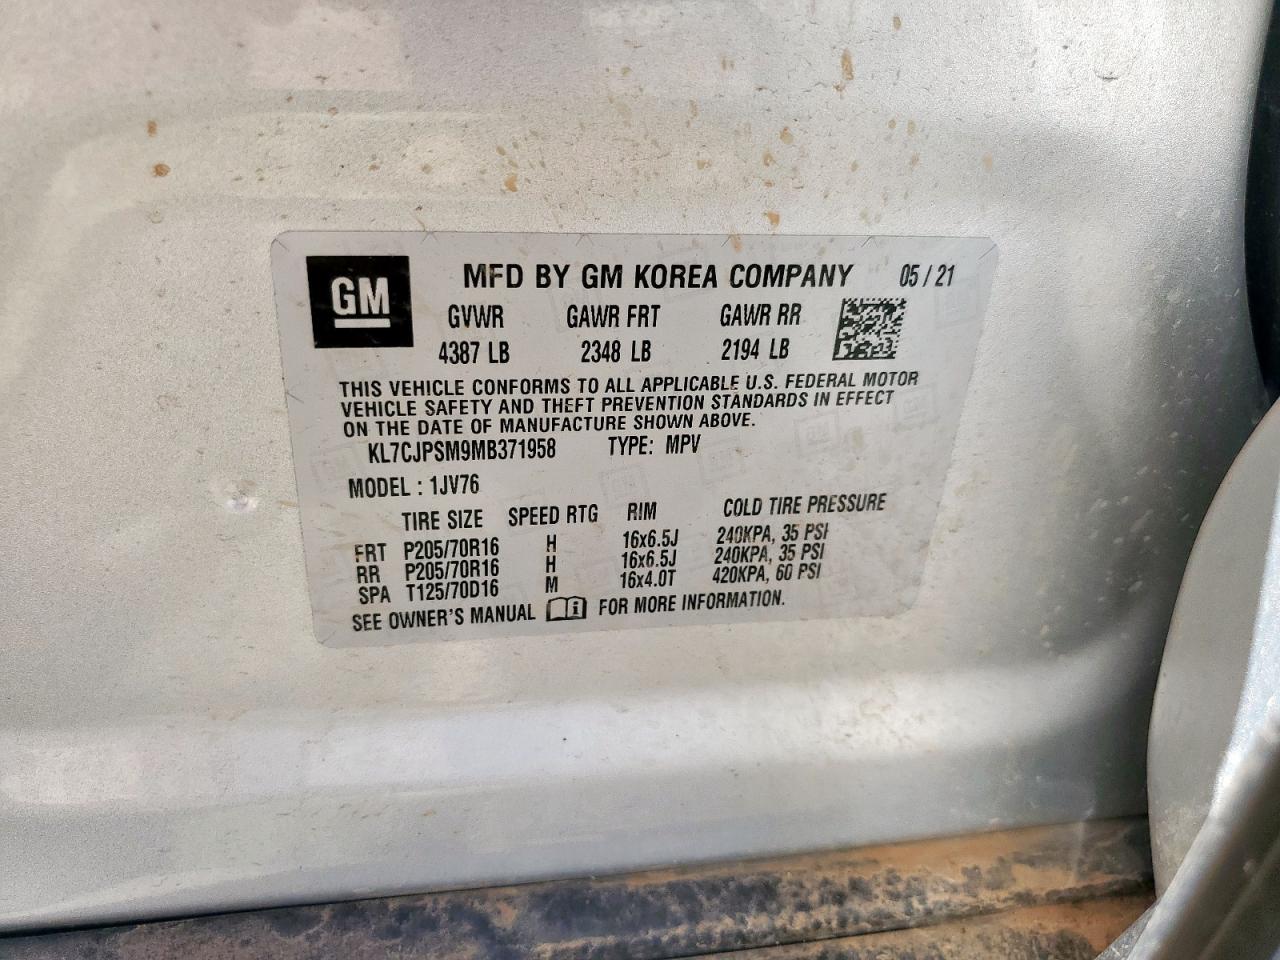 GM
MFD BY GM KOREA COMPANY 05 / 21
GVWR GAWR FRT GAWR RR
4387 LB 2348 LB 2194 LB
THIS VEHICLE CONFORMS TO ALL APPLICABLE U.S. FEDERAL MOTOR
VEHICLE SAFETY AND THEFT PREVENTION STANDARDS IN EFFECT
ON THE DATE OF MANUFACTURE SHOWN ABOVE.
KL7CJPSM9MB371958 TYPE: MPV
MODEL : 1JV76
TIRE SIZE SPEED RTG RIM COLD TIRE PRESSURE
FRT P205/70R16 H 16x6.5J 240KPA, 35 PSI
RR P205/70R16 H 16x6.5J 240KPA, 35 PSI
SPA T125/70D16 M 16x4.0T 420KPA, 60 PSI
SEE OWNER'S MANUAL FOR MORE INFORMATION.